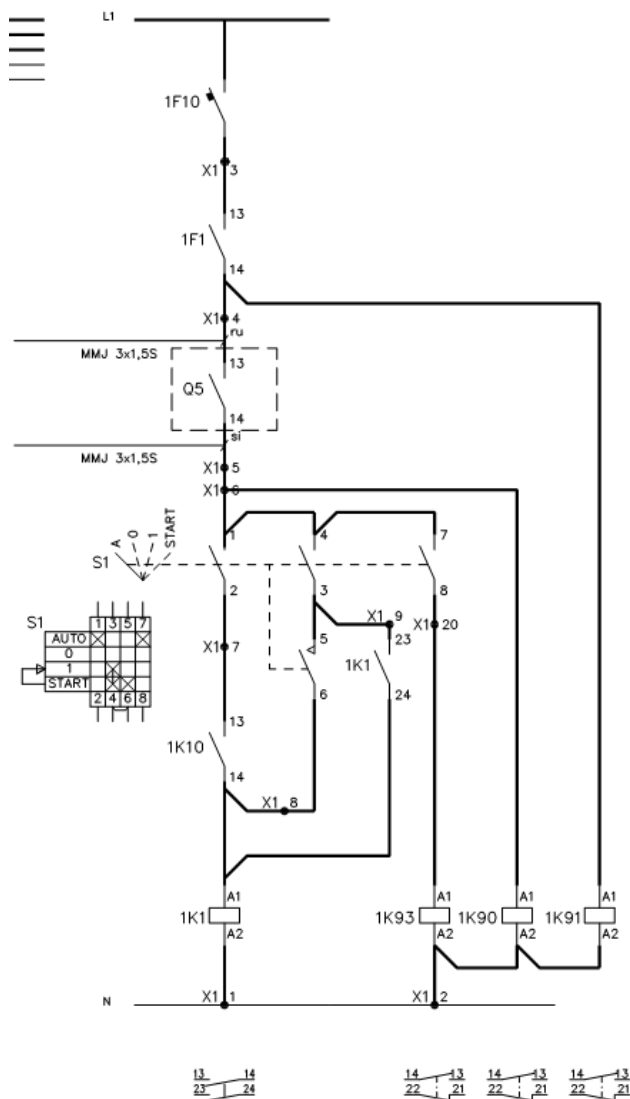 L1
1F10
X1 3
13
1F1
14
X1 4
ru
MMJ 3x1,5S
13
Q5
14
si
MMJ 3x1,5S
X1 5
X1 6
A 0 1 START
S1
1 4 7
2 3 8
S1
1 3 5 7
AUTO
0
1
START
2 4 6 8
X1 7
5
X1 9
X1 20
23
1K1
6
24
13
1K10
14
X1 8
A1 A1 A1 A1
1K1 1K93 1K90 1K91
A2 A2 A2 A2
N X1 1 X1 2
13 14 14 13 14 13 14 13
23 24 22 21 22 21 22 21